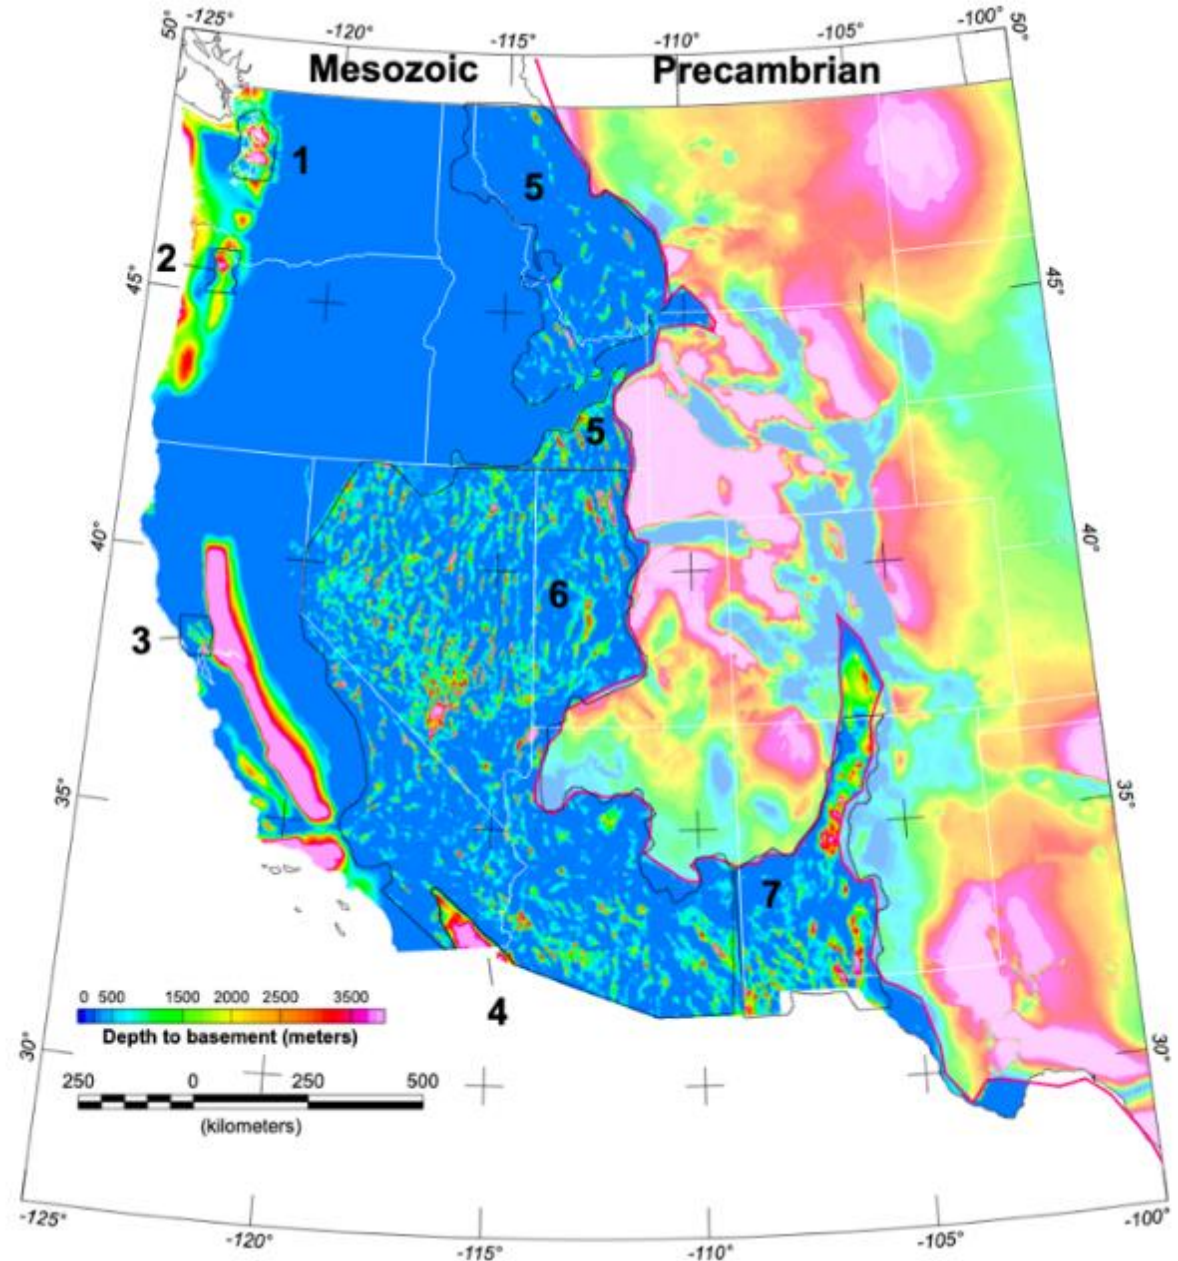 50° -125° -120° -115° -110° -105° -100° 50°
Mesozoic Precambrian
1
5
2
45° 45°
5
40° 40°
6
3
35° 35°
7
4
0 500 1500 2000 2500 3500
Depth to basement (meters)
30° 30°
250 0 250 500
(kilometers)
-125° -120° -115° -110° -105° -100°